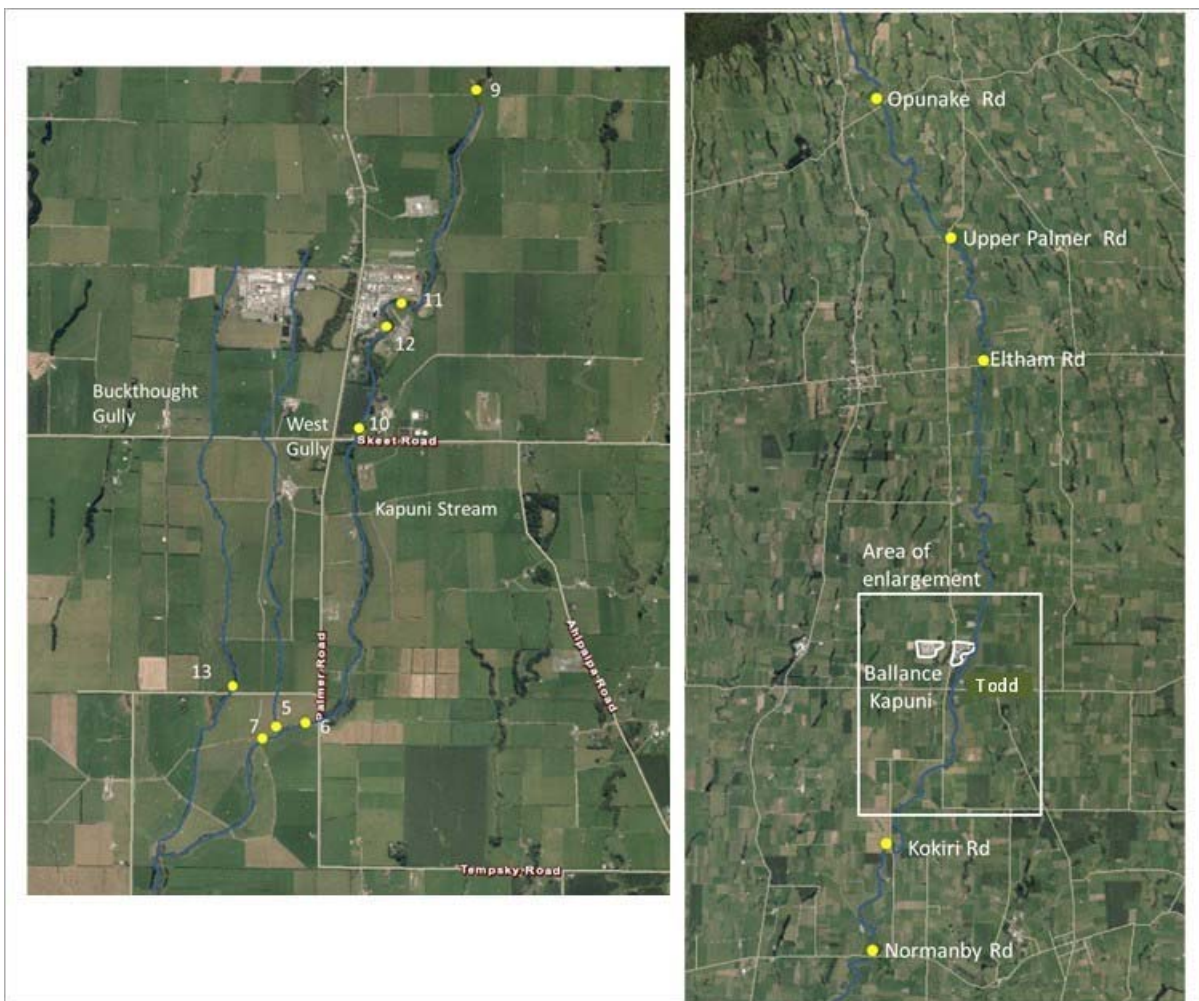 9
11
12
Buckthought
Gully
West
Gully
10
Skeet Road
Kapuni Stream
Palmer Road
Ahipaipa Road
13
5
7
6
Tempsky Road
Opunake Rd
Upper Palmer Rd
Eltham Rd
Area of
enlargement
Ballance
Kapuni
Todd
Kokiri Rd
Normanby Rd